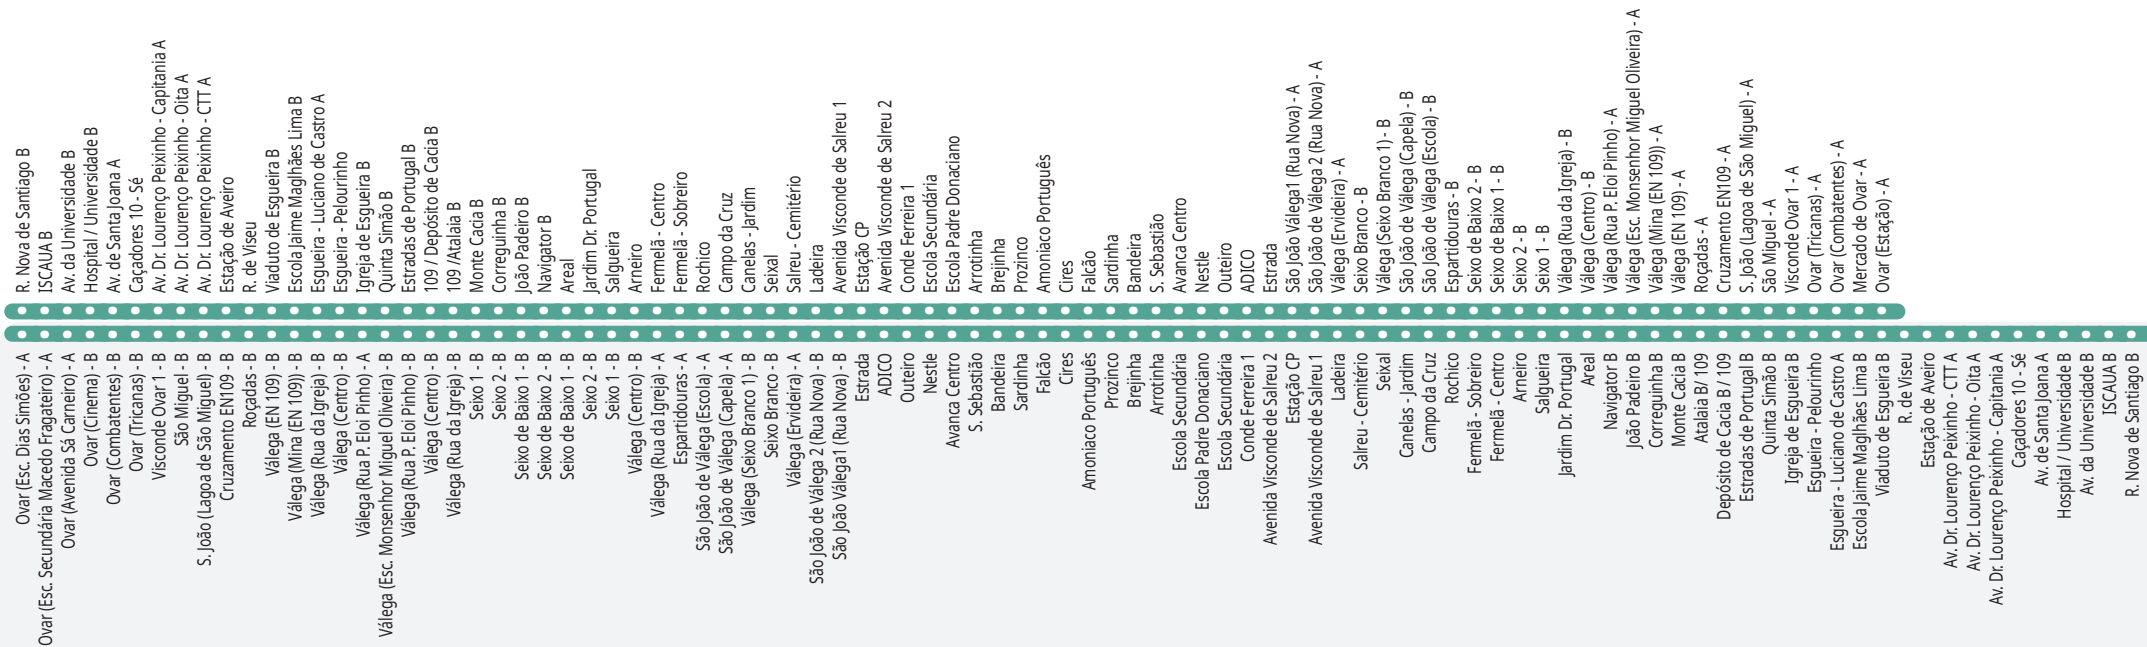 R. Nova de Santiago B
ISCAUA B
Av. da Universidade B
Hospital / Universidade B
Av. de Santa Joana A
Caçadores 10 - Sé
Av. Dr. Lourenço Peixinho - Capitania A
Av. Dr. Lourenço Peixinho - Oita A
Av. Dr. Lourenço Peixinho - CTT A
Estação de Aveiro
R. de Viseu
Viaduto de Esgueira B
Escola Jaime Maglhães Lima B
Esgueira - Luciano de Castro A
Esgueira - Pelourinho
Igreja de Esgueira B
Quinta Simão B
Estradas de Portugal B
109 / Depósito de Cacia B
109 /Atalaia B
Monte Cacia B
Correguinha B
João Padeiro B
Navigator B
Areal
Jardim Dr. Portugal
Salgueira
Arneiro
Fermelã - Centro
Fermelã - Sobreiro
Rochico
Campo da Cruz
Canelas - Jardim
Seixal
Salreu - Cemitério
Ladeira
Avenida Visconde de Salreu 1
Estação CP
Avenida Visconde de Salreu 2
Conde Ferreira 1
Escola Secundária
Escola Padre Donaciano
Arrotinha
Brejinha
Prozinco
Amoniaco Português
Cires
Falcão
Sardinha
Bandeira
S. Sebastião
Avanca Centro
Nestle
Outeiro
ADICO
Estrada
São João Válega1 (Rua Nova) - A
São João de Válega 2 (Rua Nova) - A
Válega (Ervideira) - A
Seixo Branco - B
Válega (Seixo Branco 1) - B
São João de Válega (Capela) - B
São João de Válega (Escola) - B
Espartidouras - B
Seixo de Baixo 2 - B
Seixo de Baixo 1 - B
Seixo 2 - B
Seixo 1 - B
Válega (Rua da Igreja) - B
Válega (Centro) - B
Válega (Rua P. Eloi Pinho) - A
Válega (Esc. Monsenhor Miguel Oliveira) - A
Válega (Mina (EN 109)) - A
Válega (EN 109) - A
Roçadas - A
Cruzamento EN109 - A
S. João (Lagoa de São Miguel) - A
São Miguel - A
Visconde Ovar 1 - A
Ovar (Tricanas) - A
Ovar (Combatentes) - A
Mercado de Ovar - A
Ovar (Estação) - A
Ovar (Esc. Dias Simões) - A
Ovar (Esc. Secundária Macedo Fragateiro) - A
Ovar (Avenida Sá Carneiro) - A
Ovar (Cinema) - B
Ovar (Combatentes) - B
Ovar (Tricanas) - B
Visconde Ovar 1 - B
São Miguel - B
S. João (Lagoa de São Miguel) - B
Cruzamento EN109 - B
Roçadas - B
Válega (EN 109) - B
Válega (Mina (EN 109)) - B
Válega (Rua da Igreja) - B
Válega (Centro) - B
Válega (Rua P. Eloi Pinho) - A
Válega (Esc. Monsenhor Miguel Oliveira) - B
Válega (Rua P. Eloi Pinho) - B
Válega (Centro) - B
Válega (Rua da Igreja) - B
Seixo 1 - B
Seixo 2 - B
Seixo de Baixo 1 - B
Seixo de Baixo 2 - B
Seixo de Baixo 1 - B
Seixo 2 - B
Seixo 1 - B
Válega (Centro) - B
Válega (Rua da Igreja) - A
Espartidouras - A
São João de Válega (Escola) - A
São João de Válega (Capela) - A
Válega (Seixo Branco 1) - B
Seixo Branco - B
Válega (Ervideira) - A
São João de Válega 2 (Rua Nova) - B
São João Válega1 (Rua Nova) - B
Estrada
ADICO
Outeiro
Nestle
Avanca Centro
S. Sebastião
Bandeira
Sardinha
Falcão
Cires
Amoniaco Português
Prozinco
Brejinha
Arrotinha
Escola Secundária
Escola Padre Donaciano
Escola Secundária
Conde Ferreira 1
Avenida Visconde de Salreu 2
Estação CP
Avenida Visconde de Salreu 1
Ladeira
Salreu - Cemitério
Seixal
Canelas - Jardim
Campo da Cruz
Rochico
Fermelã - Sobreiro
Fermelã - Centro
Arneiro
Salgueira
Jardim Dr. Portugal
Areal
Navigator B
João Padeiro B
Correguinha B
Monte Cacia B
Atalaia B/ 109
Depósito de Cacia B / 109
Estradas de Portugal B
Quinta Simão B
Igreja de Esgueira B
Esgueira - Pelourinho
Esgueira - Luciano de Castro A
Escola Jaime Maglhães Lima B
Viaduto de Esgueira B
R. de Viseu
Estação de Aveiro
Av. Dr. Lourenço Peixinho - CTT A
Av. Dr. Lourenço Peixinho - Oita A
Av. Dr. Lourenço Peixinho - Capitania A
Caçadores 10 - Sé
Av. de Santa Joana A
Hospital / Universidade B
Av. da Universidade B
ISCAUA B
R. Nova de Santiago B